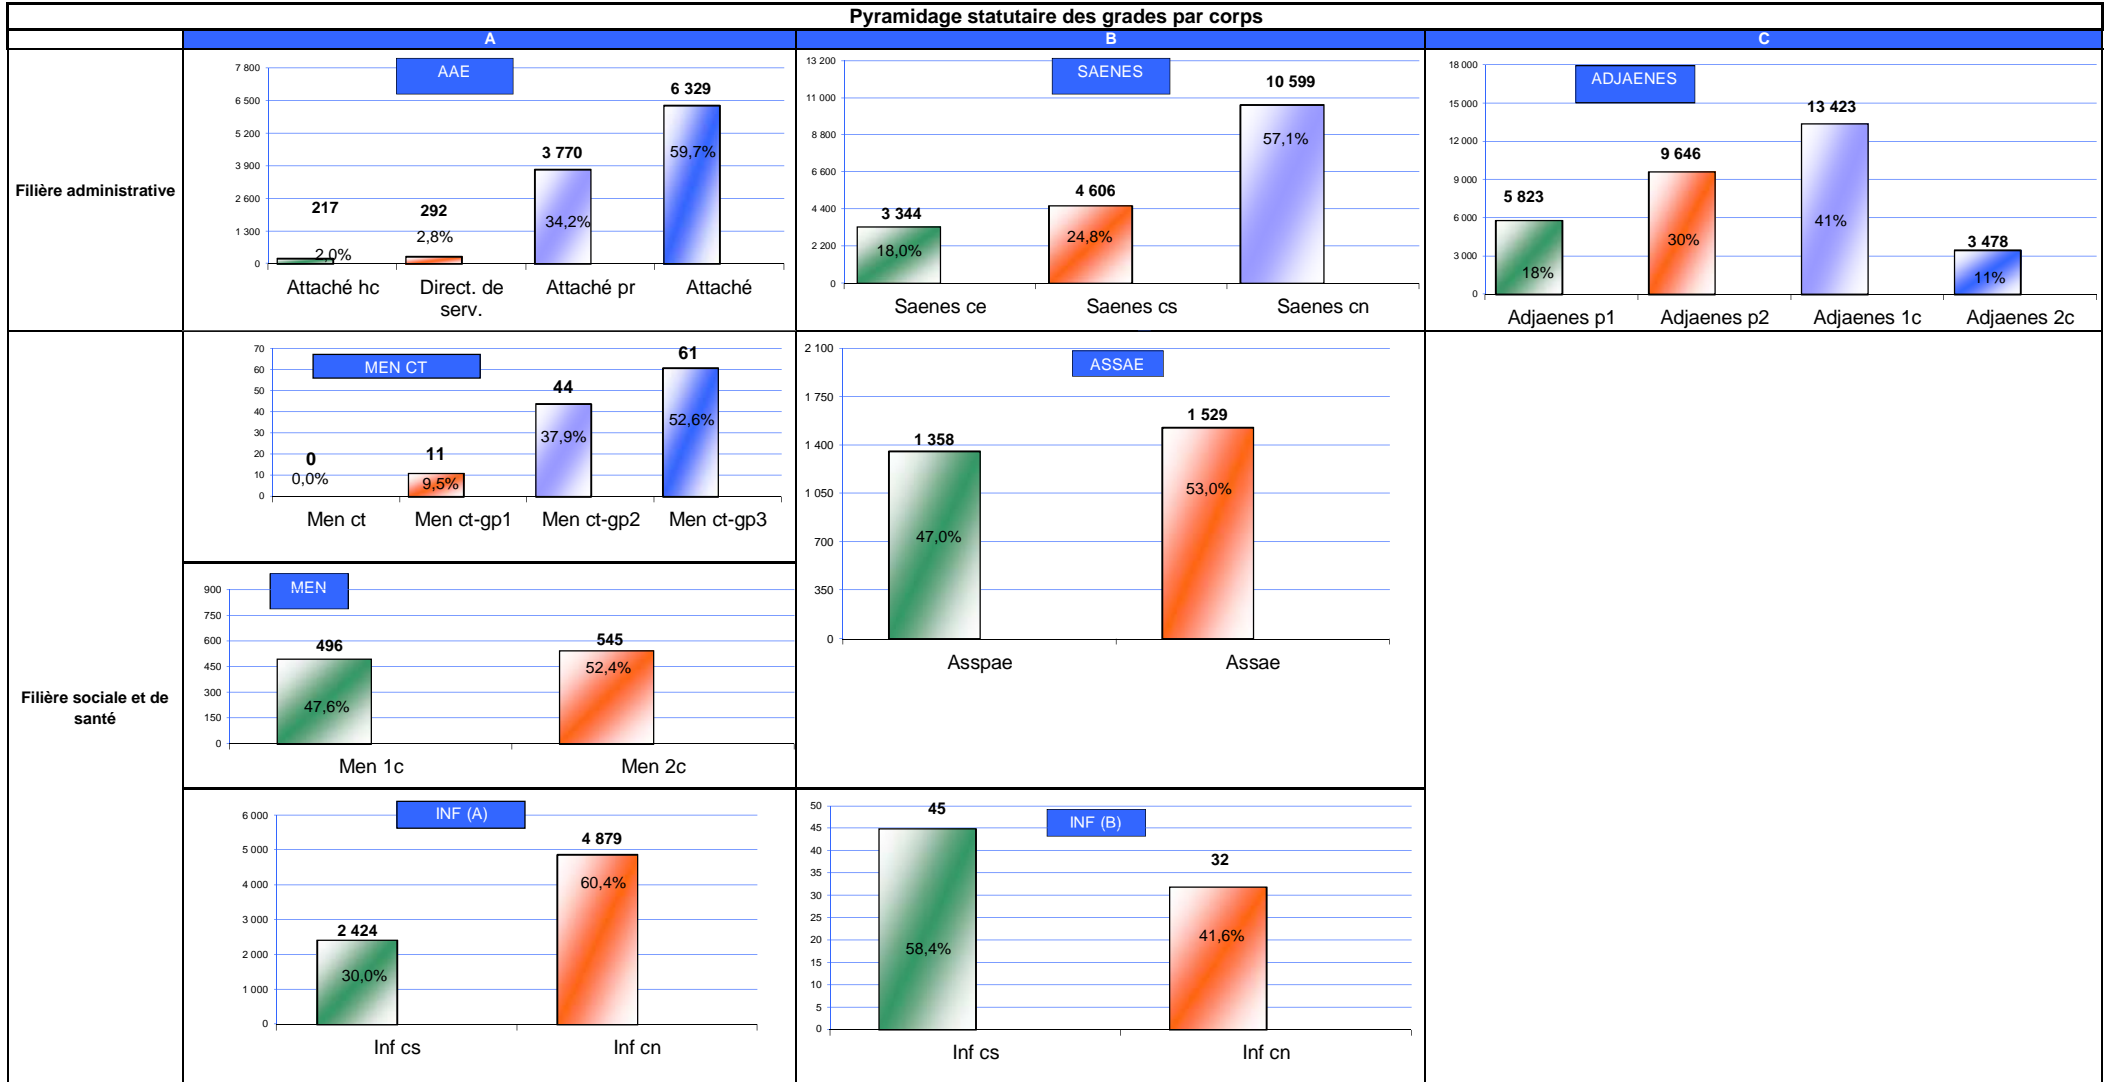 Pyramidage statutaire des grades par corps
A
B
C
Filière administrative
AAE
7 800
6 500
5 200
3 900
2 600
1 300
0
217
292
3 770
6 329
2,0%
2,8%
34,2%
59,7%
Attaché hc
Direct. de
serv.
Attaché pr
Attaché
SAENES
13 200
11 000
8 800
6 600
4 400
2 200
0
3 344
4 606
10 599
18,0%
24,8%
57,1%
Saenes ce
Saenes cs
Saenes cn
ADJAENES
18 000
15 000
12 000
9 000
6 000
3 000
0
5 823
9 646
13 423
3 478
18%
30%
41%
11%
Adjaenes p1
Adjaenes p2
Adjaenes 1c
Adjaenes 2c
Filière sociale et de
santé
MEN CT
70
60
50
40
30
20
10
0
0
11
44
61
0,0%
9,5%
37,9%
52,6%
Men ct
Men ct-gp1
Men ct-gp2
Men ct-gp3
ASSAE
2 100
1 750
1 400
1 050
700
350
0
1 358
1 529
47,0%
53,0%
Asspae
Assae
MEN
900
750
600
450
300
150
0
496
545
47,6%
52,4%
Men 1c
Men 2c
INF (A)
6 000
5 000
4 000
3 000
2 000
1 000
0
2 424
4 879
30,0%
60,4%
Inf cs
Inf cn
INF (B)
50
45
40
35
30
25
20
15
10
5
0
45
32
58,4%
41,6%
Inf cs
Inf cn